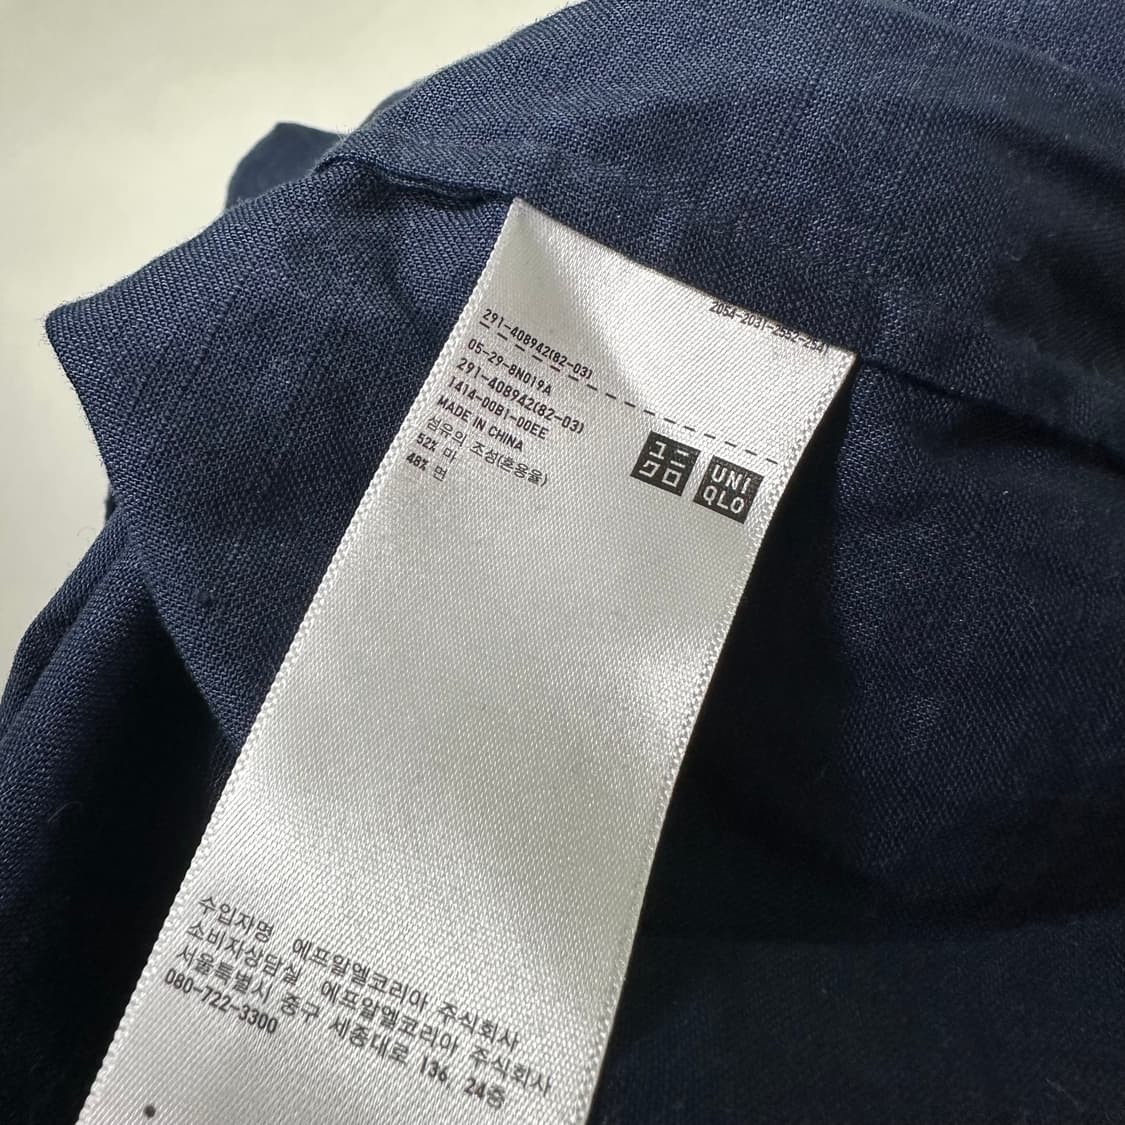 2054-2031-2552-2541
291-408942(82-03)
05-29-8N019A
291-408942(82-03)
1414-00B1-00EE
MADE IN CHINA
섬유의 조성(혼용율)
52% 마
48% 면
ユニ
クロ
UNI
QLO
수입자명 에프알엘코리아 주식회사
소비자상담실 에프알엘코리아 주식회사
서울특별시 중구 세종대로 136, 24층
080-722-3300